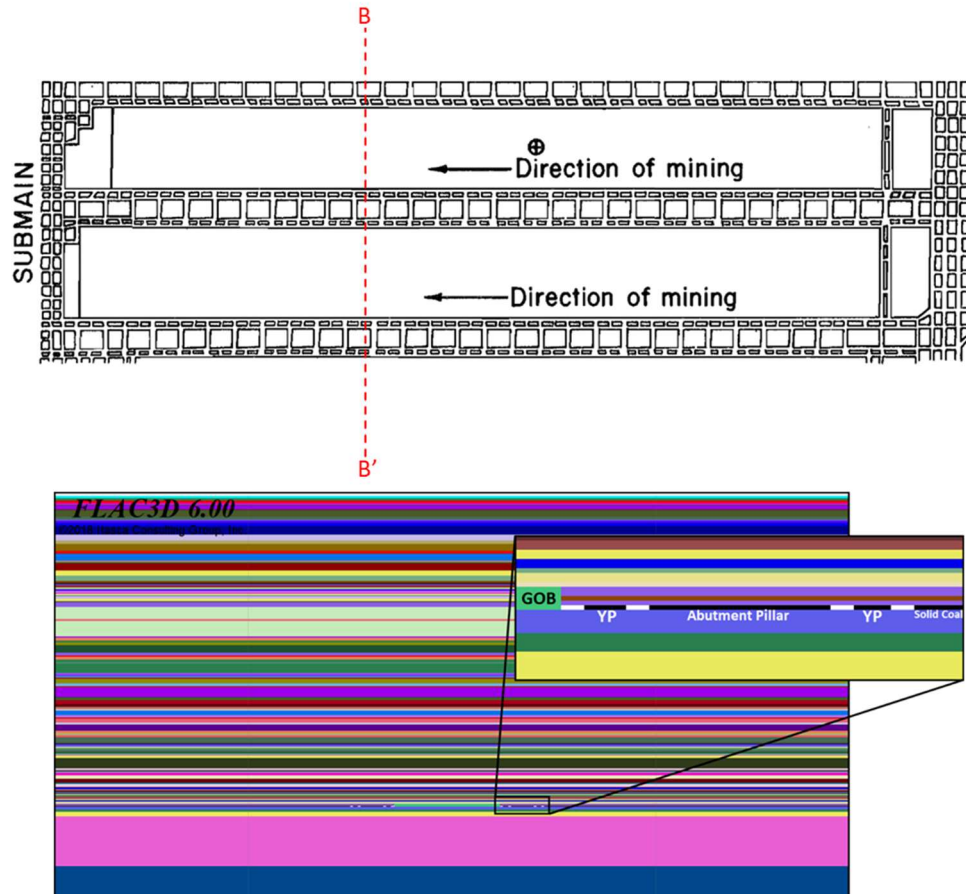 B
SUBMAIN
Direction of mining
Direction of mining
B'
FLAC3D 6.00
GOB
YP
Abutment Pillar
YP
Solid Coal